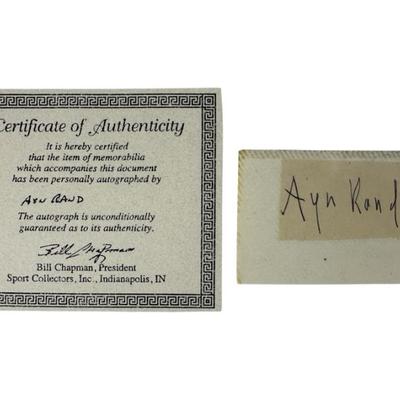 Certificate of Authenticity
It is hereby certified
that the item of memorabilia
which accompanies this document
has been personally autographed by
AYN RAND
The autograph is unconditionally
guaranteed as to its authenticity.
Bill Chapman
Bill Chapman, President
Sport Collectors, Inc., Indianapolis, IN
Ayn Rand